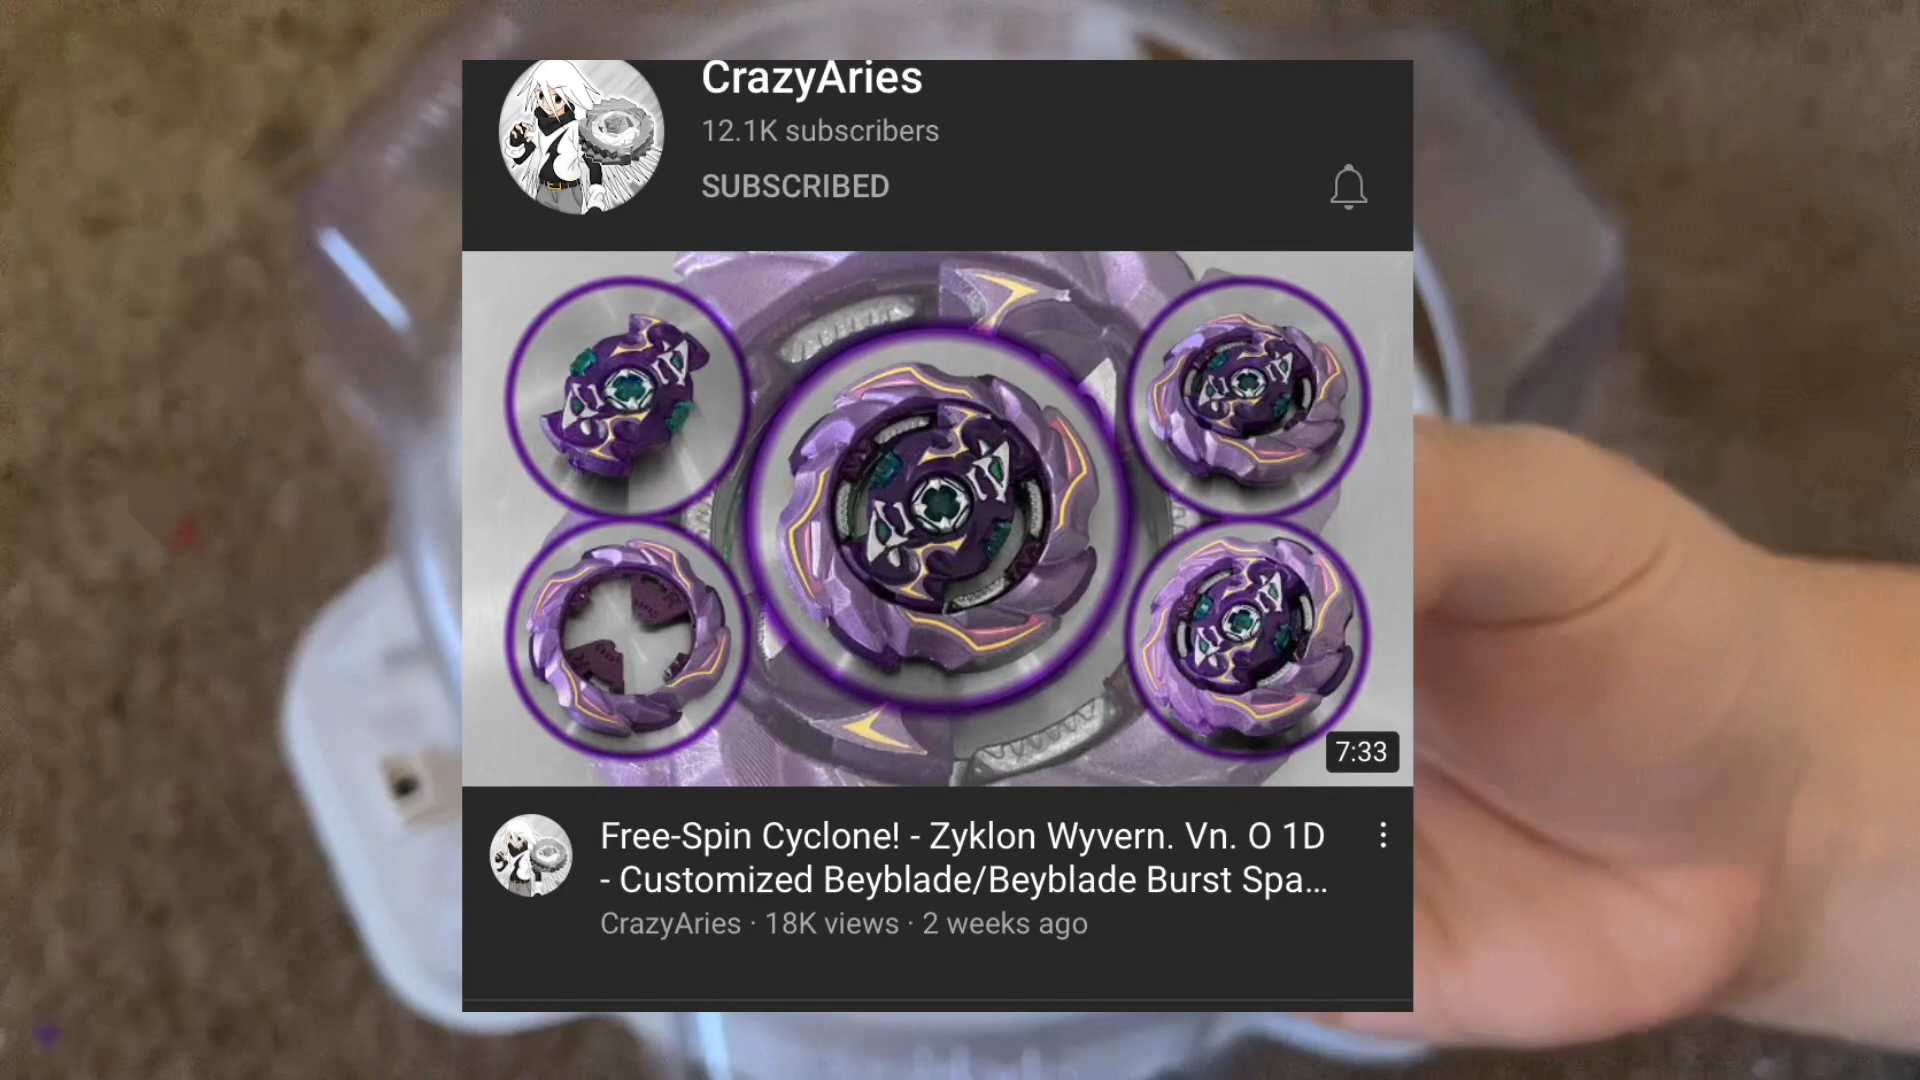 CrazyAries
12.1K subscribers
SUBSCRIBED
7:33
Free-Spin Cyclone! - Zyklon Wyvern. Vn. O 1D
- Customized Beyblade/Beyblade Burst Spa...
CrazyAries · 18K views · 2 weeks ago